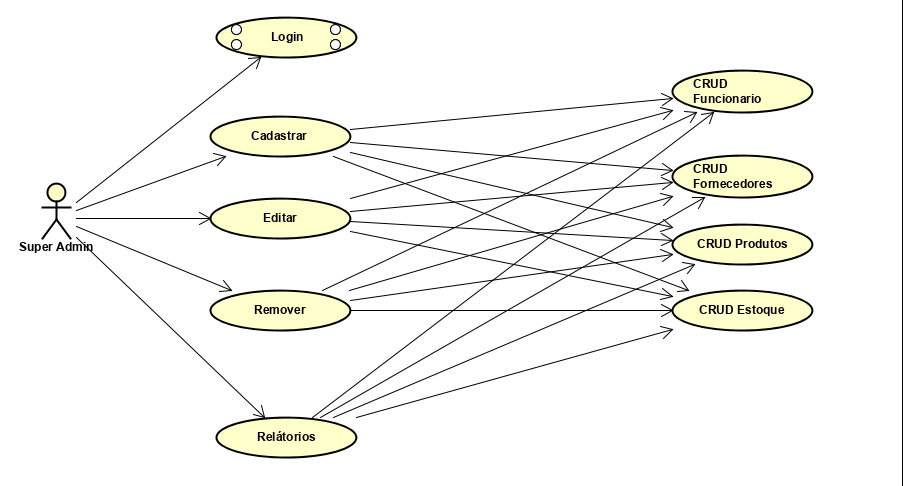 Login
CRUD
Funcionario
Cadastrar
CRUD
Fornecedores
Editar
Super Admin
CRUD Produtos
Remover
CRUD Estoque
Relátorios